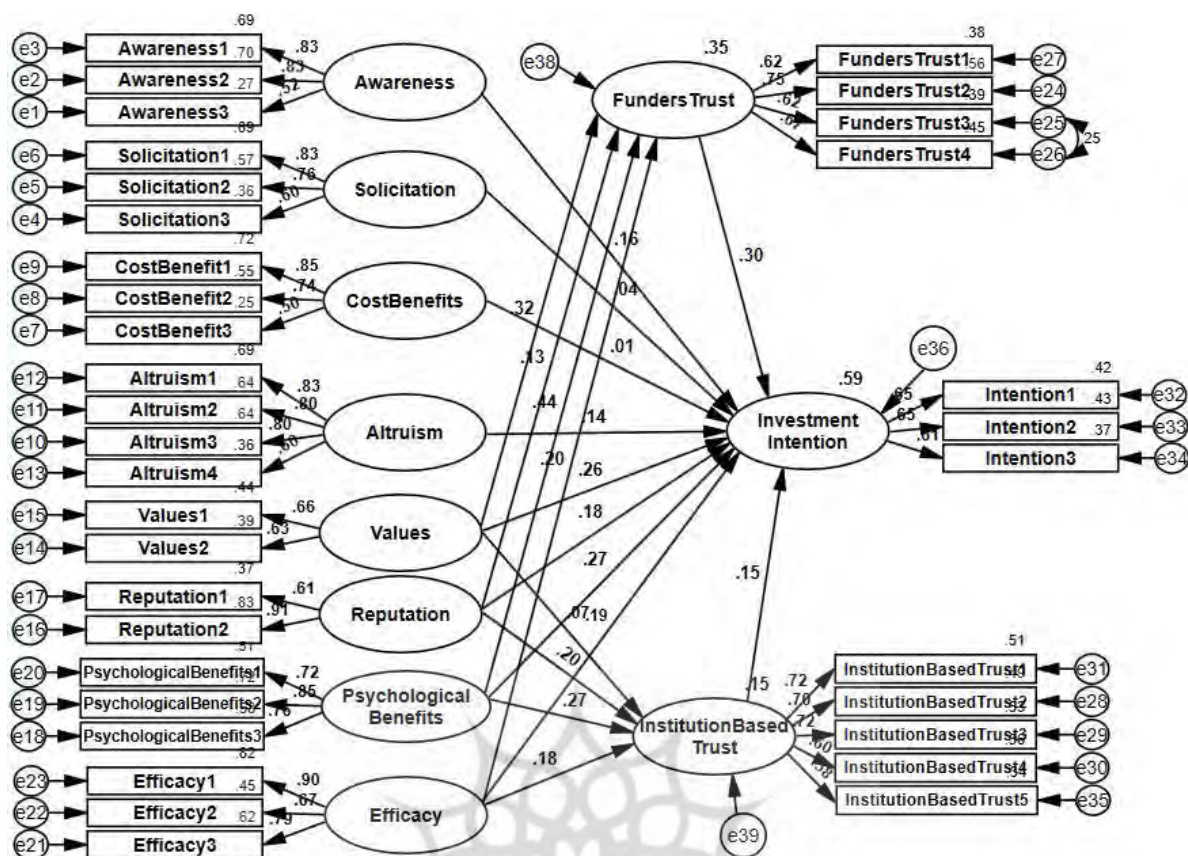 .69
e3 Awareness1 .83
.70
e2 Awareness2 .83
.27
e1 Awareness3 .52
Awareness
.69
e6 Solicitation1 .83
.57
e5 Solicitation2 .76
.36
e4 Solicitation3 .60
Solicitation
.72
e9 CostBenefit1 .85
.55
e8 CostBenefit2 .74
.25
e7 CostBenefit3 .50
CostBenefits
.69
e12 Altruism1 .83
.64
e11 Altruism2 .80
.64
e10 Altruism3 .80
.36
e13 Altruism4 .60
Altruism
.44
e15 Values1 .66
.39
e14 Values2 .63
Values
.37
e17 Reputation1 .61
.83
e16 Reputation2 .91
Reputation
.51
e20 PsychologicalBenefits1 .72
.72
e19 PsychologicalBenefits2 .85
e18 PsychologicalBenefits3 .76
Psychological
Benefits
.82
e23 Efficacy1 .90
.45
e22 Efficacy2 .67
.62
e21 Efficacy3 .79
Efficacy
e38
.35
FundersTrust
.38
.62 FundersTrust1 e27
.56
.75 FundersTrust2 e24
.39
.62 FundersTrust3 e25
.45
.67 FundersTrust4 e26
.25
.16
.04
.01
.30
.32
.13
.44
.20
.14
.26
.18
.27
.07
.19
.20
.27
.18
.15
e36
.59
Investment
Intention
.42
.65 Intention1 e32
.43
.65 Intention2 e33
.37
.61 Intention3 e34
.15
InstitutionBased
Trust
e39
.51
.72 InstitutionBasedTrust1 e31
.70 InstitutionBasedTrust2 e28
.72 InstitutionBasedTrust3 e29
.60 InstitutionBasedTrust4 e30
.58 InstitutionBasedTrust5 e35